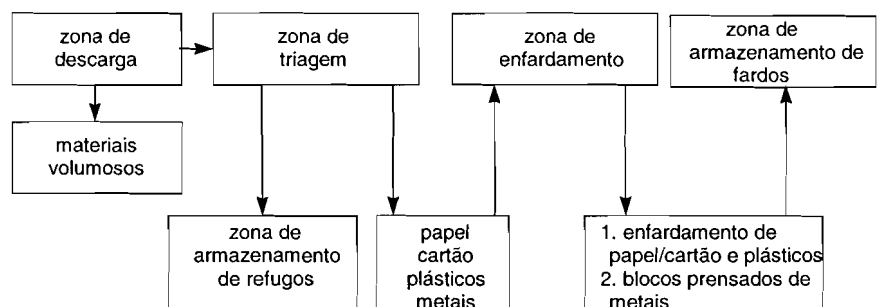 zona de
descarga
zona de
triagem
zona de
enfardamento
zona de
armazenamento de
fardos
materiais
volumosos
zona de
armazenamento
de refugos
papel
cartão
plásticos
metais
1. enfardamento de
papel/cartão e plásticos
2. blocos prensados de
metais